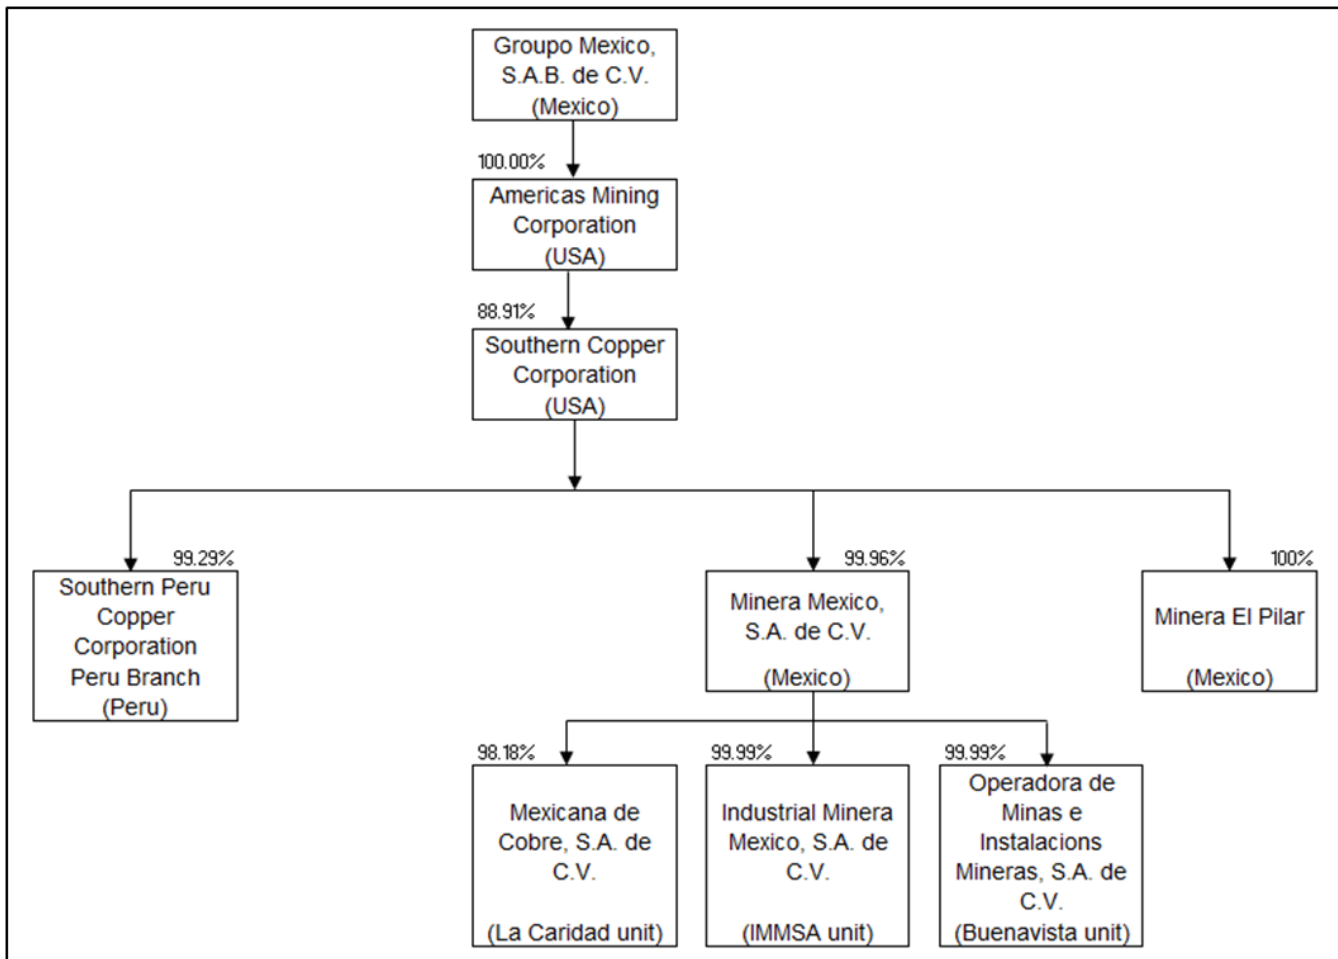 Groupo Mexico,
S.A.B. de C.V.
(Mexico)
100.00%
Americas Mining
Corporation
(USA)
88.91%
Southern Copper
Corporation
(USA)
99.29%
Southern Peru
Copper
Corporation
Peru Branch
(Peru)
99.96%
Minera Mexico,
S.A. de C.V.
(Mexico)
100%
Minera El Pilar
(Mexico)
98.18%
Mexicana de
Cobre, S.A. de
C.V.
(La Caridad unit)
99.99%
Industrial Minera
Mexico, S.A. de
C.V.
(IMMSA unit)
99.99%
Operadora de
Minas e
Instalacions
Mineras, S.A. de
C.V.
(Buenavista unit)